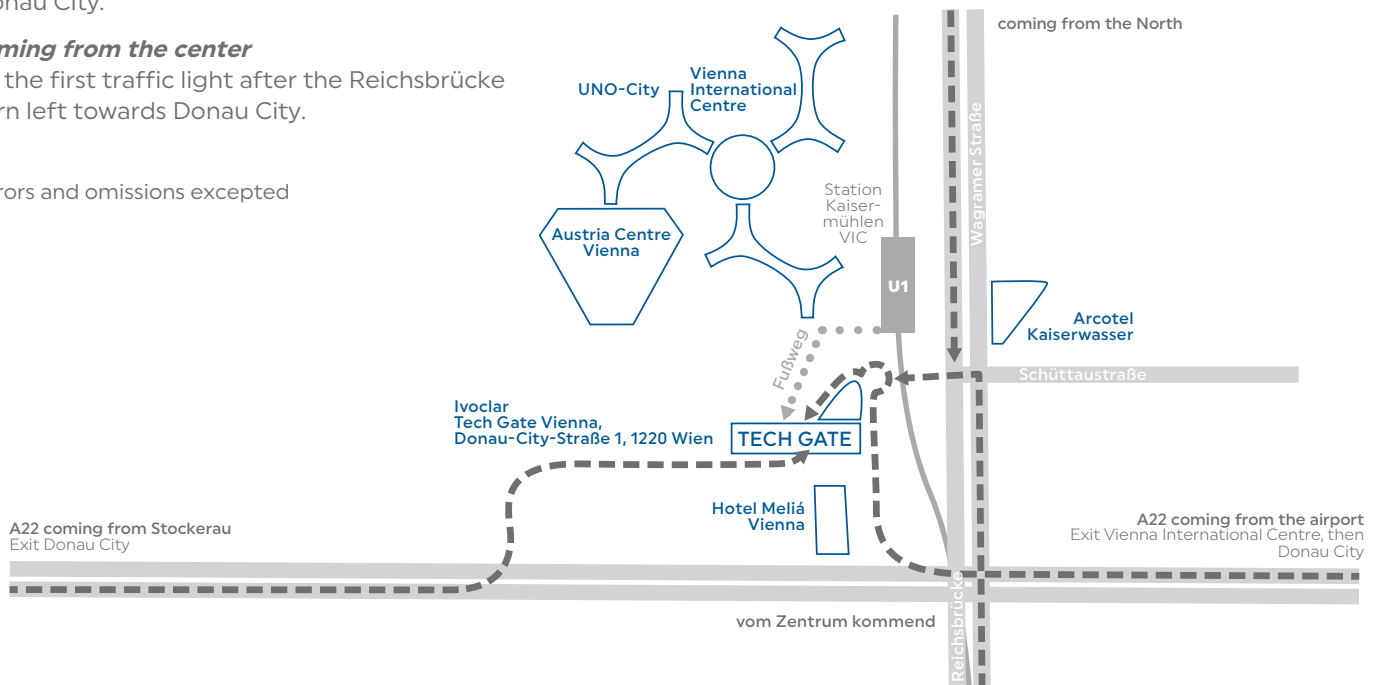 onau City.
ming from the center
the first traffic light after the Reichsbrücke
rn left towards Donau City.
rors and omissions excepted
coming from the North
UNO-City
Vienna
International
Centre
Wagramer Straße
Station
Kaiser-
mühlen
VIC
Austria Centre
Vienna
U1
Arcotel
Kaiserwasser
Fußweg
Schüttaustraße
Ivoclar
Tech Gate Vienna,
Donau-City-Straße 1, 1220 Wien
TECH GATE
Hotel Meliá
Vienna
A22 coming from Stockerau
Exit Donau City
A22 coming from the airport
Exit Vienna International Centre, then
Donau City
vom Zentrum kommend
Reichsbrücke